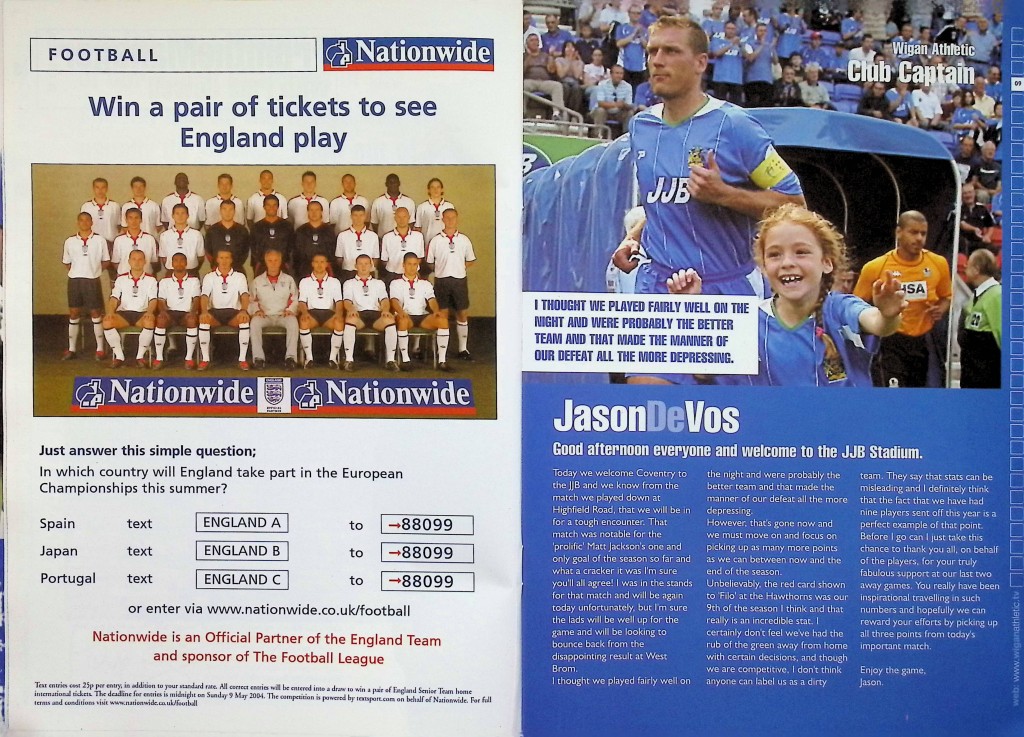 FOOTBALL
Nationwide
Win a pair of tickets to see
England play
Nationwide
Nationwide
Just answer this simple question;
In which country will England take part in the European
Championships this summer?
Spain text ENGLAND A to →88099
Japan text ENGLAND B to →88099
Portugal text ENGLAND C to →88099
or enter via www.nationwide.co.uk/football
Nationwide is an Official Partner of the England Team
and sponsor of The Football League
Text entries cost 25p per entry, in addition to your standard rate. All correct entries will be entered into a draw to win a pair of England Senior Team home
international tickets. The deadline for entries is midnight on Sunday 9 May 2004. The competition is powered by textsport.com on behalf of Nationwide. For full
terms and conditions visit www.nationwide.co.uk/football
Wigan Athletic
Club Captain
09
JJB
HSA
20
I THOUGHT WE PLAYED FAIRLY WELL ON THE
NIGHT AND WERE PROBABLY THE BETTER
TEAM AND THAT MADE THE MANNER OF
OUR DEFEAT ALL THE MORE DEPRESSING.
JasonDeVos
Good afternoon everyone and welcome to the JJB Stadium.
Today we welcome Coventry to
the JJB and we know from the
match we played down at
Highfield Road, that we will be in
for a tough encounter. That
match was notable for the
'prolific' Matt Jackson's one and
only goal of the season so far and
what a cracker it was I'm sure
you'll all agree! I was in the stands
for that match and will be again
today unfortunately, but I'm sure
the lads will be well up for the
game and will be looking to
bounce back from the
disappointing result at West
Brom.
I thought we played fairly well on
the night and were probably the
better team and that made the
manner of our defeat all the more
depressing.
However, that's gone now and
we must move on and focus on
picking up as many more points
as we can between now and the
end of the season.
Unbelievably, the red card shown
to 'Filo' at the Hawthorns was our
9th of the season I think and that
really is an incredible stat. I
certainly don't feel we've had the
rub of the green away from home
with certain decisions, and though
we are competitive, I don't think
anyone can label us as a dirty
team. They say that stats can be
misleading and I definitely think
that the fact that we have had
nine players sent off this year is a
perfect example of that point.
Before I go can I just take this
chance to thank you all, on behalf
of the players, for your truly
fabulous support at our last two
away games. You really have been
inspirational travelling in such
numbers and hopefully we can
reward your efforts by picking up
all three points from today's
important match.
Enjoy the game,
Jason.
web: www.wiganathletic.tv